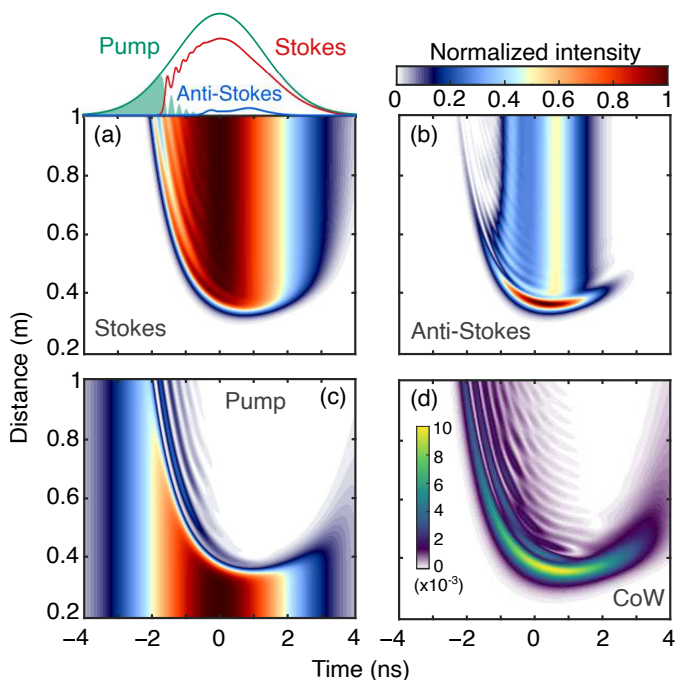 Pump
Stokes
Anti-Stokes
Normalized intensity
0 0.2 0.4 0.6 0.8 1
(a)
(b)
1
0.8
0.6
0.4
0.2
Stokes
Anti-Stokes
Distance (m)
Pump
(c)
(d)
1
0.8
0.6
0.4
0.2
10
8
6
4
2
0
(x10⁻³)
CoW
−4 −2 0 2 4
−4 −2 0 2 4
Time (ns)